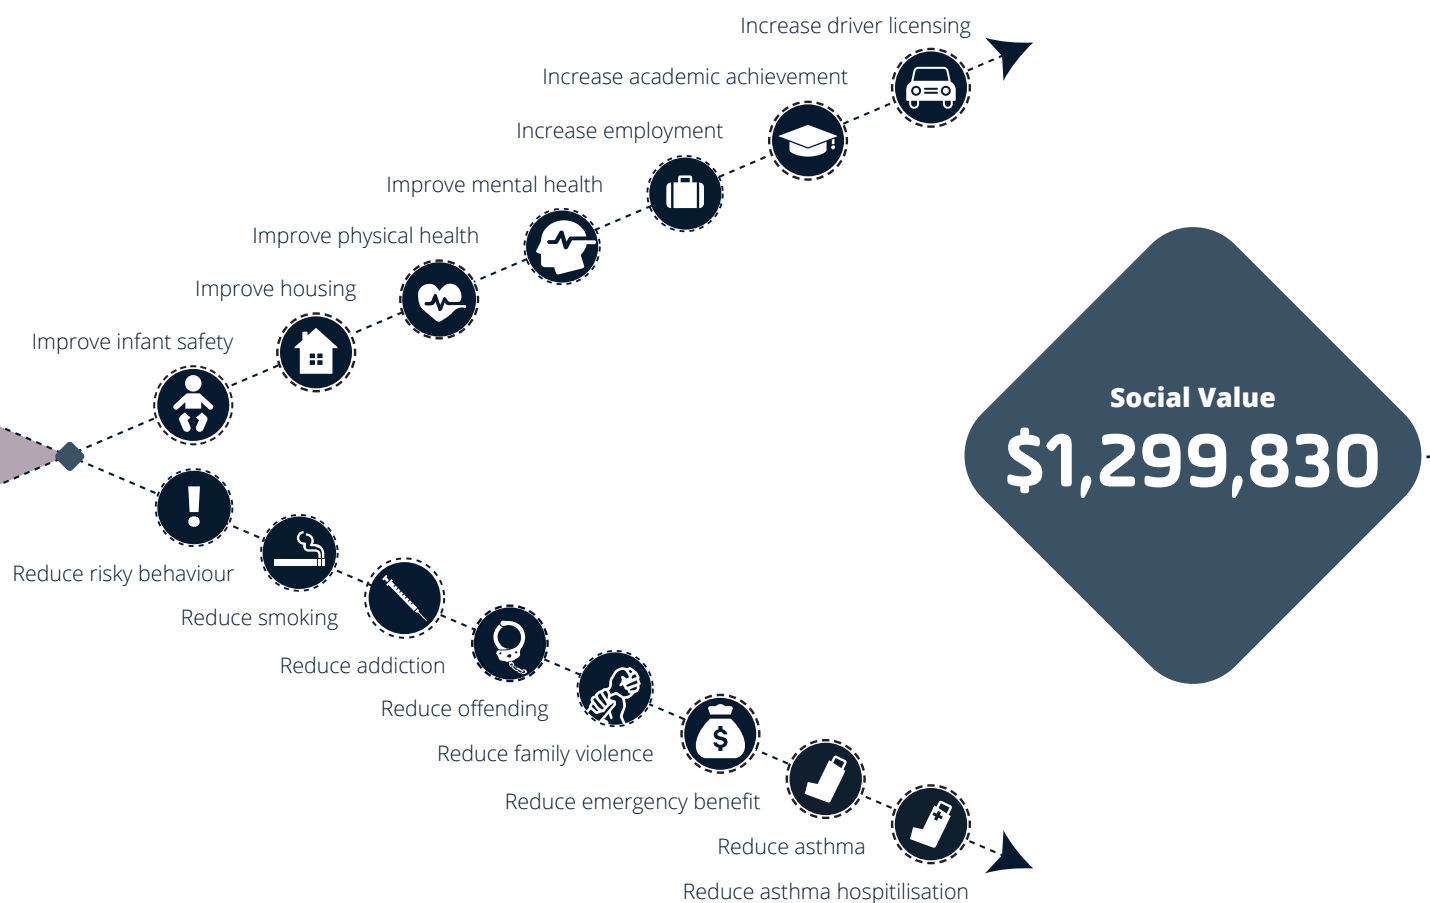 Increase driver licensing
Increase academic achievement
Increase employment
Improve mental health
Improve physical health
Improve housing
Improve infant safety
Social Value
$1,299,830
Reduce risky behaviour
Reduce smoking
Reduce addiction
Reduce offending
Reduce family violence
$
Reduce emergency benefit
Reduce asthma
Reduce asthma hospitilisation